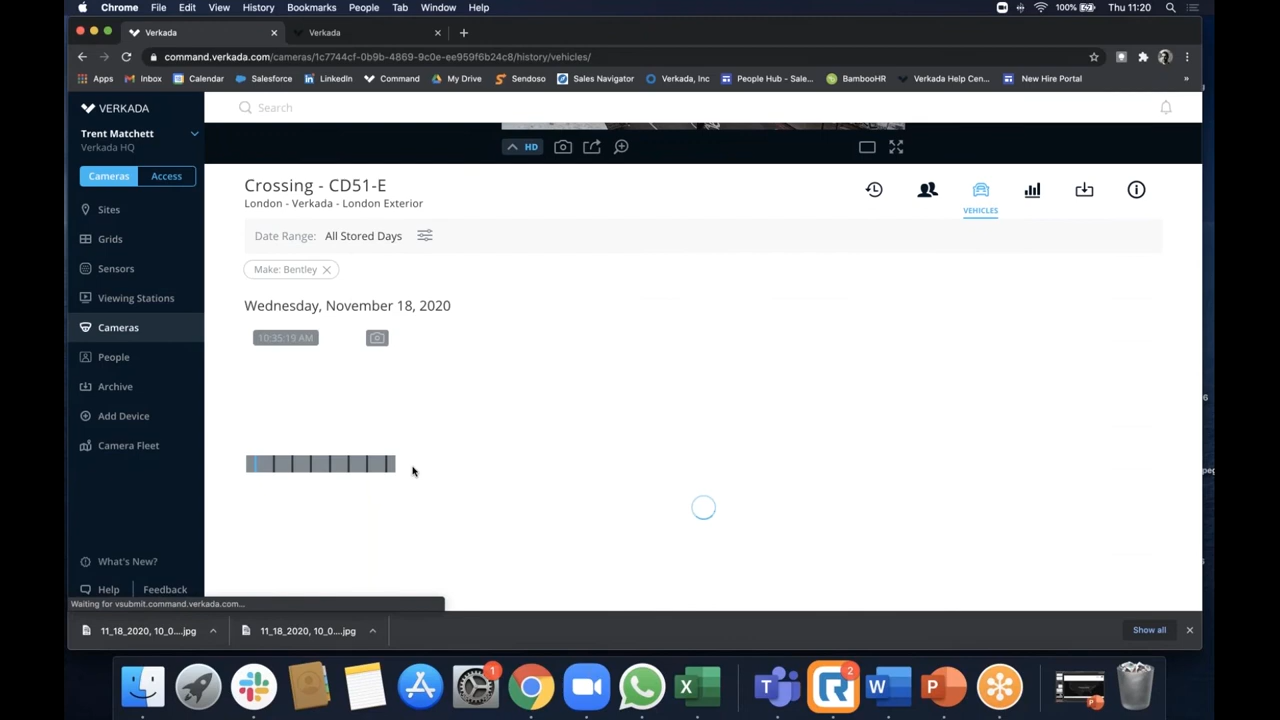 Chrome File Edit View History Bookmarks People Tab Window Help 100% Thu 11:20
Verkada Verkada
command.verkada.com/cameras/1c7744cf-0b9b-4869-9c0e-ee959f6b24c8/history/vehicles/
Apps Inbox Calendar Salesforce LinkedIn Command My Drive Sendoso Sales Navigator Verkada, Inc People Hub - Sale... BambooHR Verkada Help Cen... New Hire Portal »
VERKADA
Search
Trent Matchett
Verkada HQ
Cameras Access
Sites
Grids
Sensors
Viewing Stations
Cameras
People
Archive
Add Device
Camera Fleet
What's New?
Help Feedback
HD
Crossing - CD51-E
London - Verkada - London Exterior
VEHICLES
Date Range: All Stored Days
Make: Bentley
Wednesday, November 18, 2020
10:35:19 AM
Waiting for vsubmit.command.verkada.com...
11_18_2020, 10_0....jpg 11_18_2020, 10_0....jpg Show all
1 X T 2 W P